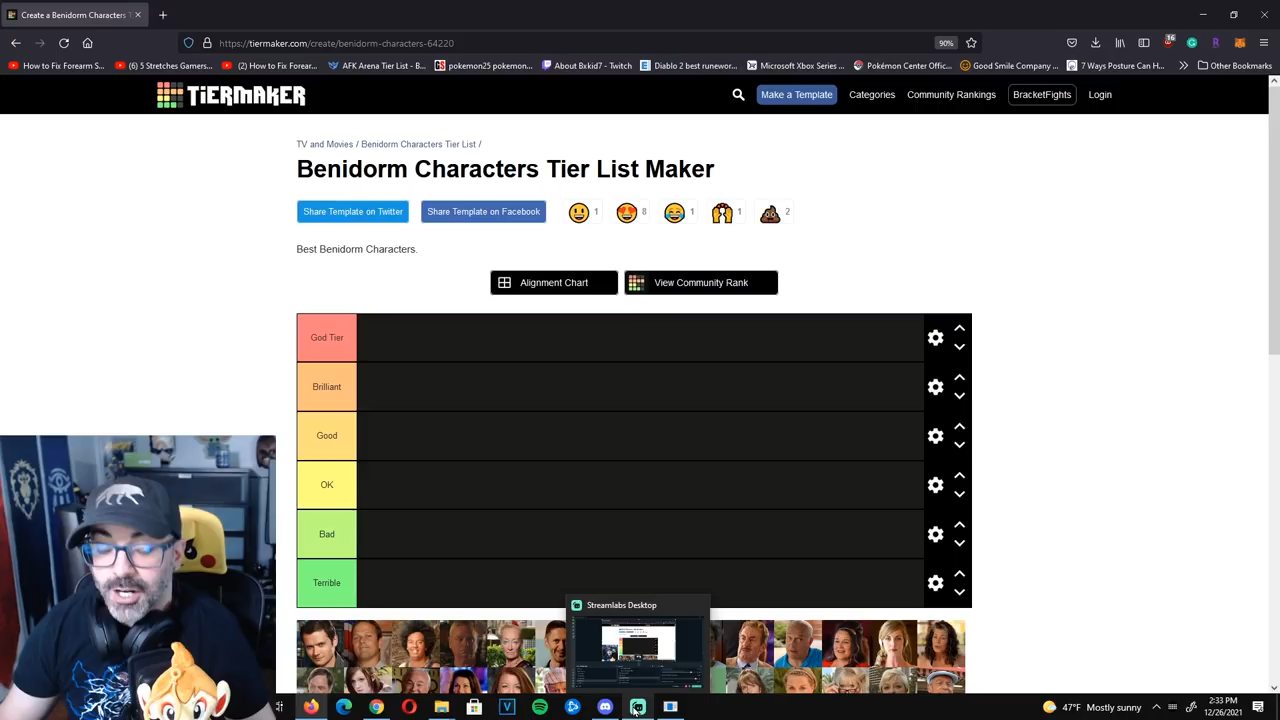 Create a Benidorm Characters T
https://tiermaker.com/create/benidorm-characters-64220
90%
16
How to Fix Forearm S...
(6) 5 Stretches Gamers...
(2) How to Fix Forear...
AFK Arena Tier List - B...
pokemon25 pokemon...
About Bxkid7 - Twitch
Diablo 2 best runewor...
Microsoft Xbox Series ...
Pokémon Center Offic...
Good Smile Company ...
Ways Posture Can H...
Other Bookmarks
TiERMAKER
Make a Template
Categories
Community Rankings
BracketFights
Login
TV and Movies / Benidorm Characters Tier List /
Benidorm Characters Tier List Maker
Share Template on Twitter
Share Template on Facebook
1
8
1
1
2
Best Benidorm Characters.
Alignment Chart
View Community Rank
God Tier
Brilliant
Good
OK
Bad
Terrible
Streamlabs Desktop
47°F Mostly sunny
2:33 PM
12/26/2021